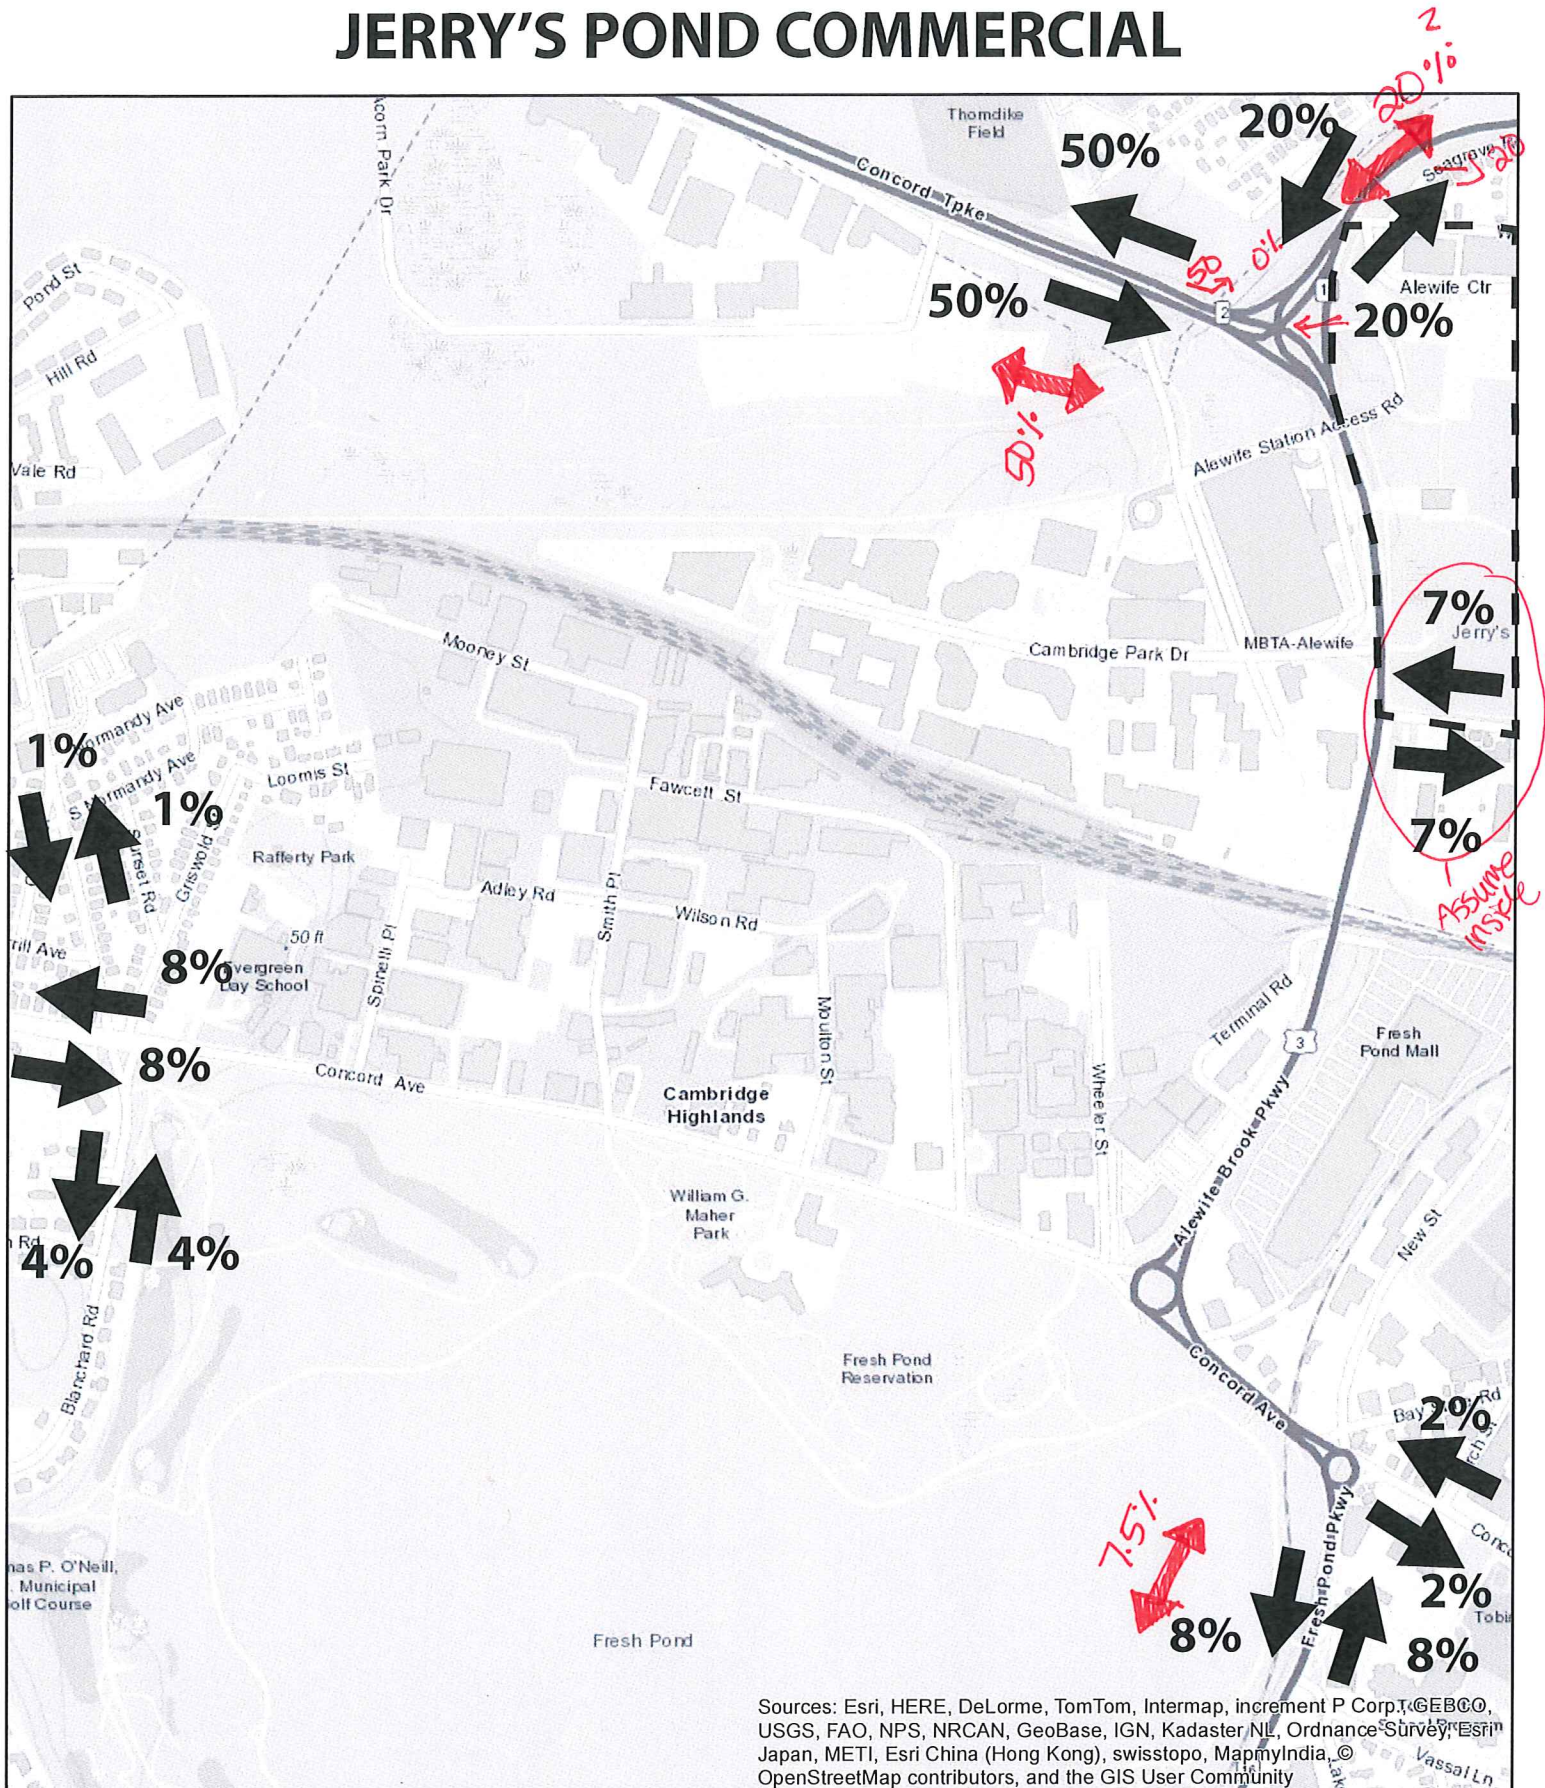 JERRY'S POND COMMERCIAL
2
20%
20%
50%
Thorndike
Field
Acorn Park Dr
Concord Tpke
20
0%
50
50%
2
1
Alewife Ctr
20%
Pond St
Hill Rd
50%
Alewife Station Access Rd
Vale Rd
7%
Jerry's
Mooney St
Cambridge Park Dr
MBTA-Alewife
Normandy Ave
1%
S Normandy Ave
Loomis St
1%
Fawcett St
7%
Griswold
Rafferty Park
Assume
inside
Adley Rd
Smith Pl
Wilson Rd
50 ft
8%
Evergreen
Day School
Spinelli Pl
Moulton St
Terminal Rd
3
Fresh
Pond Mall
8%
Concord Ave
Cambridge
Highlands
Wheeler St
Alewife Brook Pkwy
William G.
Maher
Park
New St
4%
4%
Blanchard Rd
Fresh Pond
Reservation
Concord Ave
2%
7.5%
Fresh Pond Pkwy
2%
8%
8%
mas P. O'Neill,
. Municipal
olf Course
Fresh Pond
Sources: Esri, HERE, DeLorme, TomTom, Intermap, increment P Corp., GEBCO,
USGS, FAO, NPS, NRCAN, GeoBase, IGN, Kadaster NL, Ordnance Survey, Esri
Japan, METI, Esri China (Hong Kong), swisstopo, MapmyIndia, ©
OpenStreetMap contributors, and the GIS User Community
Vassal Ln